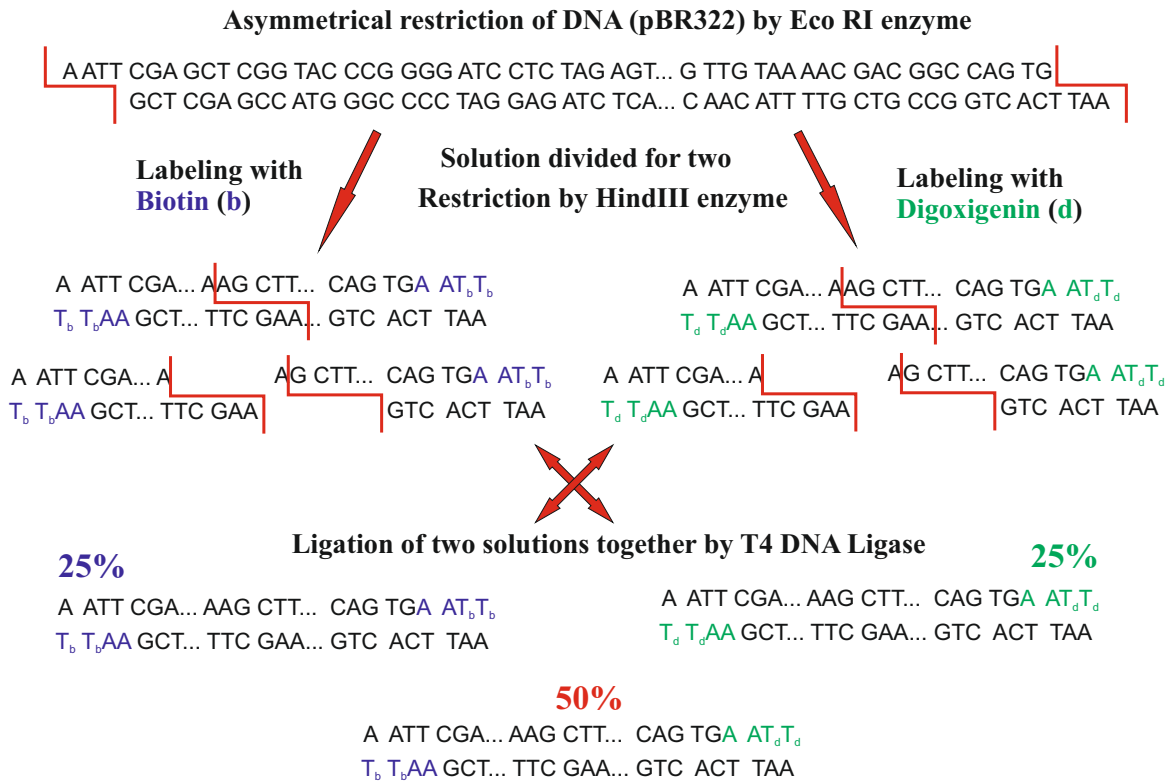 Asymmetrical restriction of DNA (pBR322) by Eco RI enzyme
A ATT CGA GCT CGG TAC CCG GGG ATC CTC TAG AGT... G TTG TAA AAC GAC GGC CAG TG
GCT CGA GCC ATG GGC CCC TAG GAG ATC TCA... C AAC ATT TTG CTG CCG GTC ACT TAA
Labeling with
Biotin (b)
Solution divided for two
Restriction by HindIII enzyme
Labeling with
Digoxigenin (d)
A ATT CGA... AAG CTT... CAG TGA ATbTb
Tb TbAA GCT... TTC GAA... GTC ACT TAA
A ATT CGA... AAG CTT... CAG TGA ATdTd
Td TdAA GCT... TTC GAA... GTC ACT TAA
A ATT CGA... A AG CTT... CAG TGA ATbTb
Tb TbAA GCT... TTC GAA GTC ACT TAA
A ATT CGA... A AG CTT... CAG TGA ATdTd
Td TdAA GCT... TTC GAA GTC ACT TAA
Ligation of two solutions together by T4 DNA Ligase
25%
A ATT CGA... AAG CTT... CAG TGA ATbTb
Tb TbAA GCT... TTC GAA... GTC ACT TAA
25%
A ATT CGA... AAG CTT... CAG TGA ATdTd
Td TdAA GCT... TTC GAA... GTC ACT TAA
50%
A ATT CGA... AAG CTT... CAG TGA ATdTd
Tb TbAA GCT... TTC GAA... GTC ACT TAA